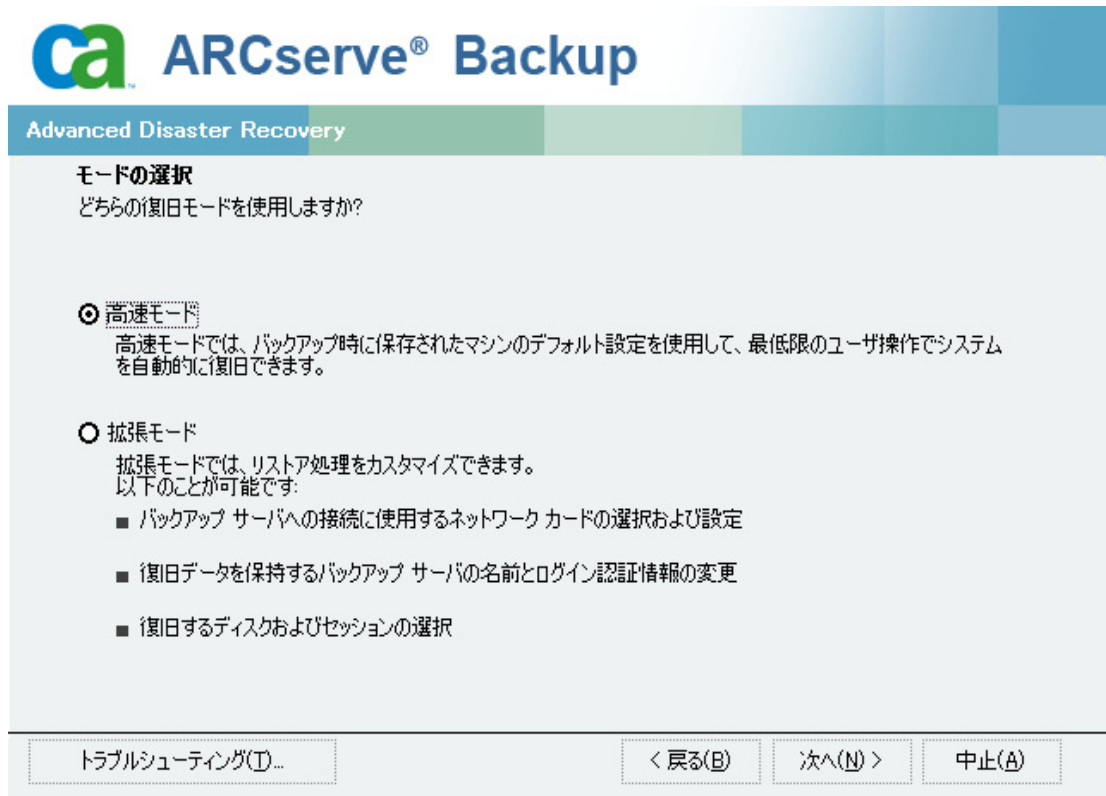 ca ARCserve® Backup
Advanced Disaster Recovery
モードの選択
どちらの復旧モードを使用しますか?
高速モード
高速モードでは、バックアップ時に保存されたマシンのデフォルト設定を使用して、最低限のユーザ操作でシステム
を自動的に復旧できます。
拡張モード
拡張モードでは、リストア処理をカスタマイズできます。
以下のことが可能です:
■ バックアップ サーバへの接続に使用するネットワーク カードの選択および設定
■ 復旧データを保持するバックアップ サーバの名前とログイン認証情報の変更
■ 復旧するディスクおよびセッションの選択
トラブルシューティング(T)... < 戻る(B) 次へ(N) > 中止(A)